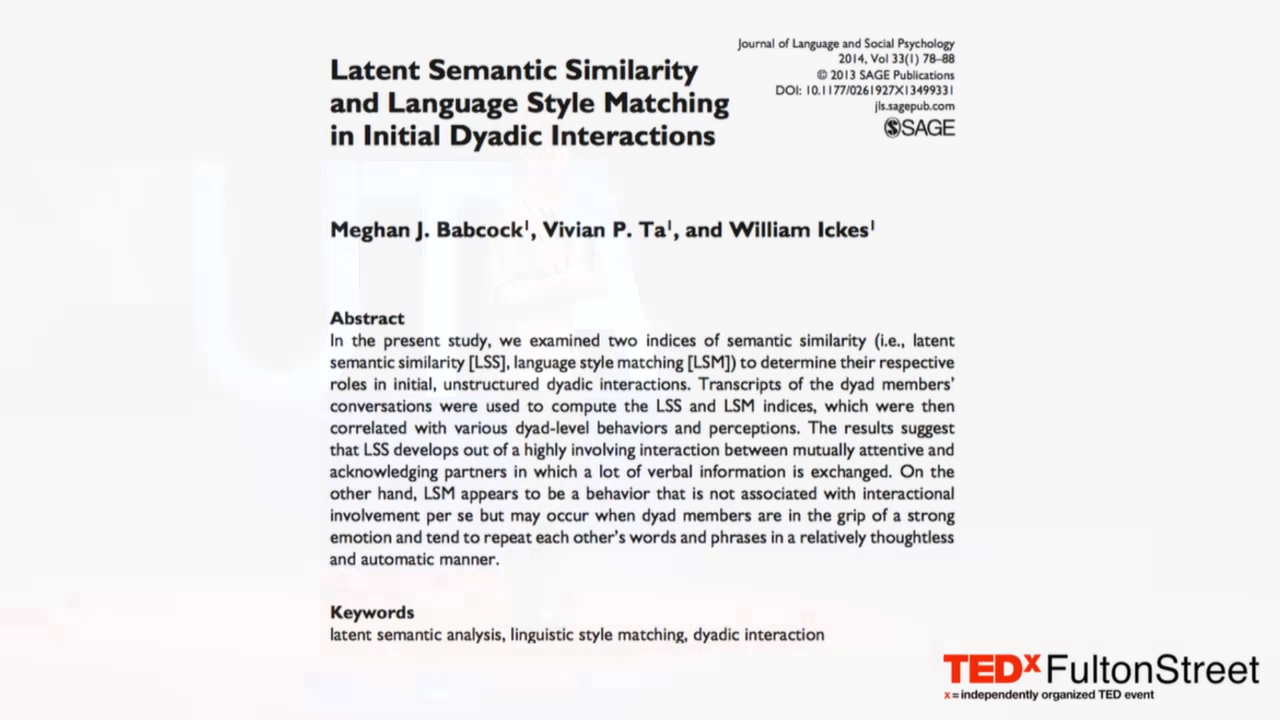 Journal of Language and Social Psychology
2014, Vol 33(1) 78–88
© 2013 SAGE Publications
DOI: 10.1177/0261927X13499331
jls.sagepub.com
SAGE
Latent Semantic Similarity
and Language Style Matching
in Initial Dyadic Interactions
Meghan J. Babcock¹, Vivian P. Ta¹, and William Ickes¹
Abstract
In the present study, we examined two indices of semantic similarity (i.e., latent
semantic similarity [LSS], language style matching [LSM]) to determine their respective
roles in initial, unstructured dyadic interactions. Transcripts of the dyad members'
conversations were used to compute the LSS and LSM indices, which were then
correlated with various dyad-level behaviors and perceptions. The results suggest
that LSS develops out of a highly involving interaction between mutually attentive and
acknowledging partners in which a lot of verbal information is exchanged. On the
other hand, LSM appears to be a behavior that is not associated with interactional
involvement per se but may occur when dyad members are in the grip of a strong
emotion and tend to repeat each other's words and phrases in a relatively thoughtless
and automatic manner.
Keywords
latent semantic analysis, linguistic style matching, dyadic interaction
TEDx FultonStreet
x = independently organized TED event